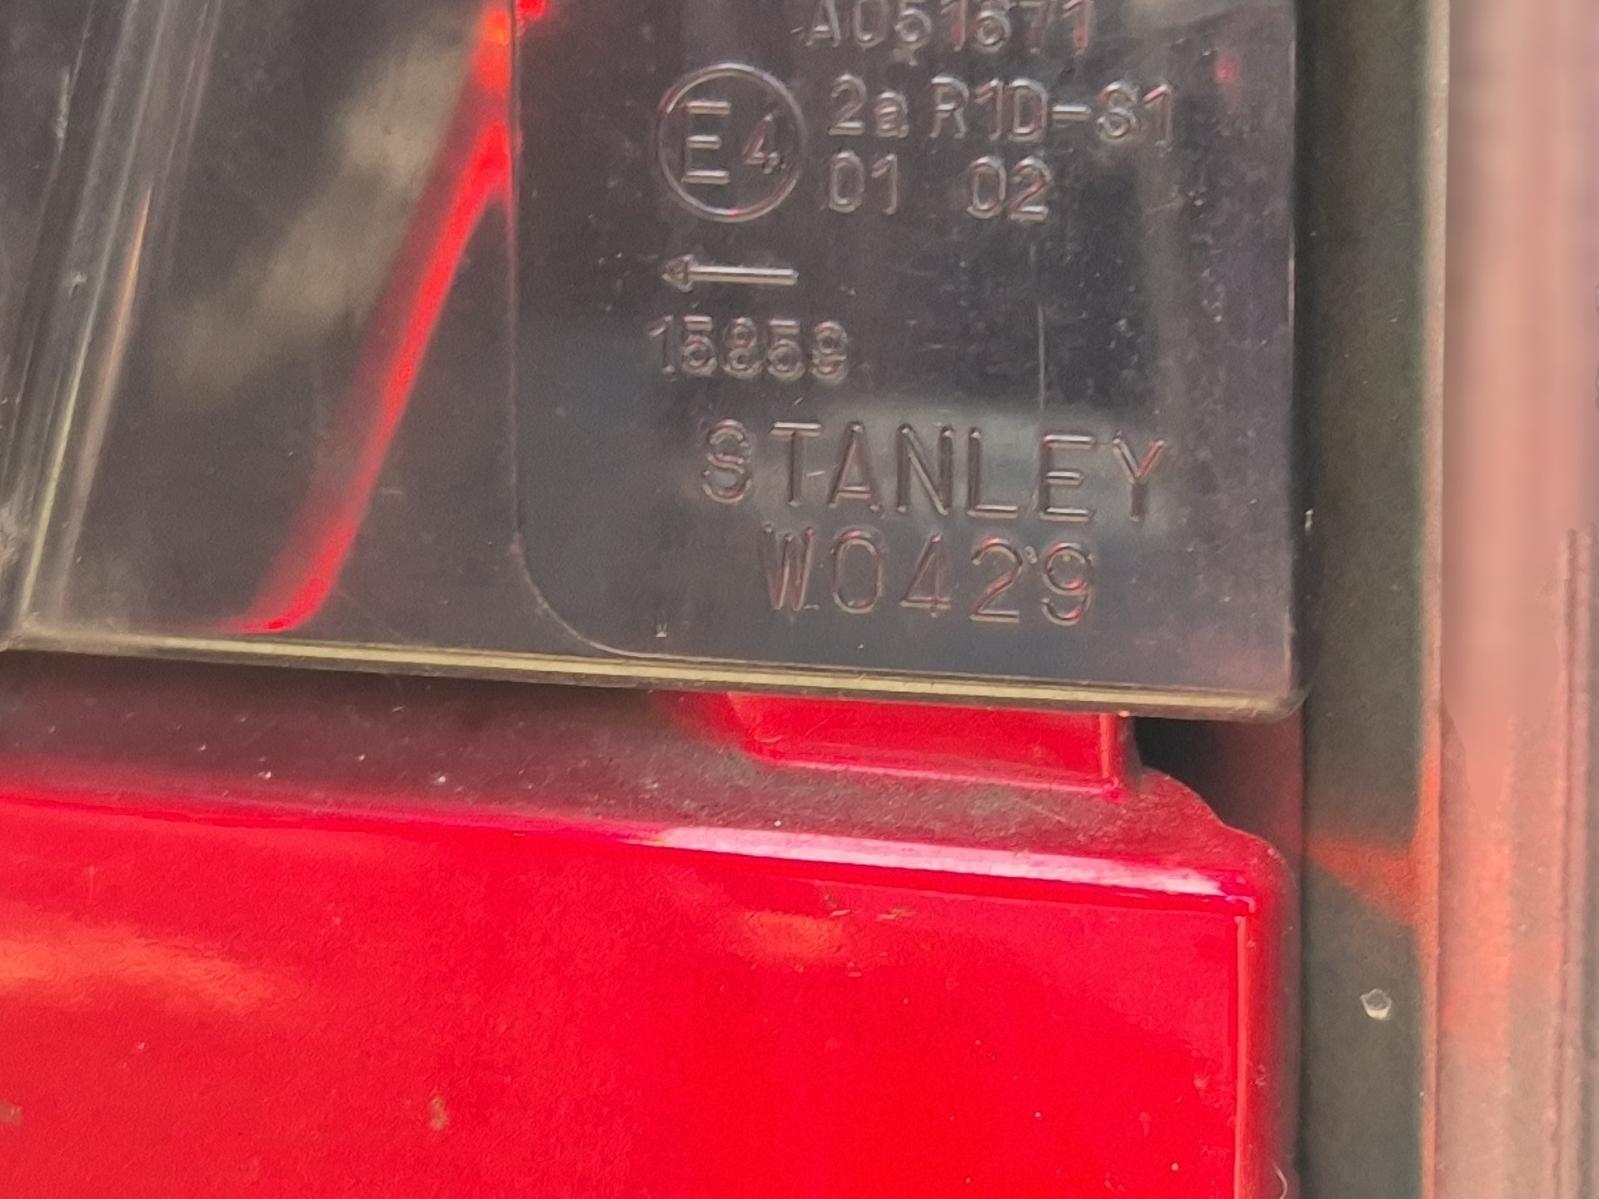 A051671
E4 2a R1D-S1
01 02
←
15859
STANLEY
W0429